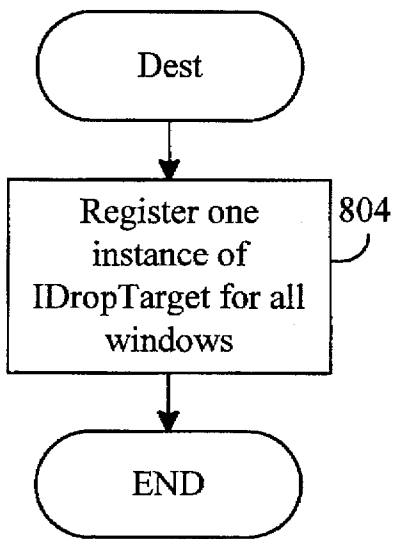 Dest
Register one
804
instance of
IDropTarget for all
windows
END